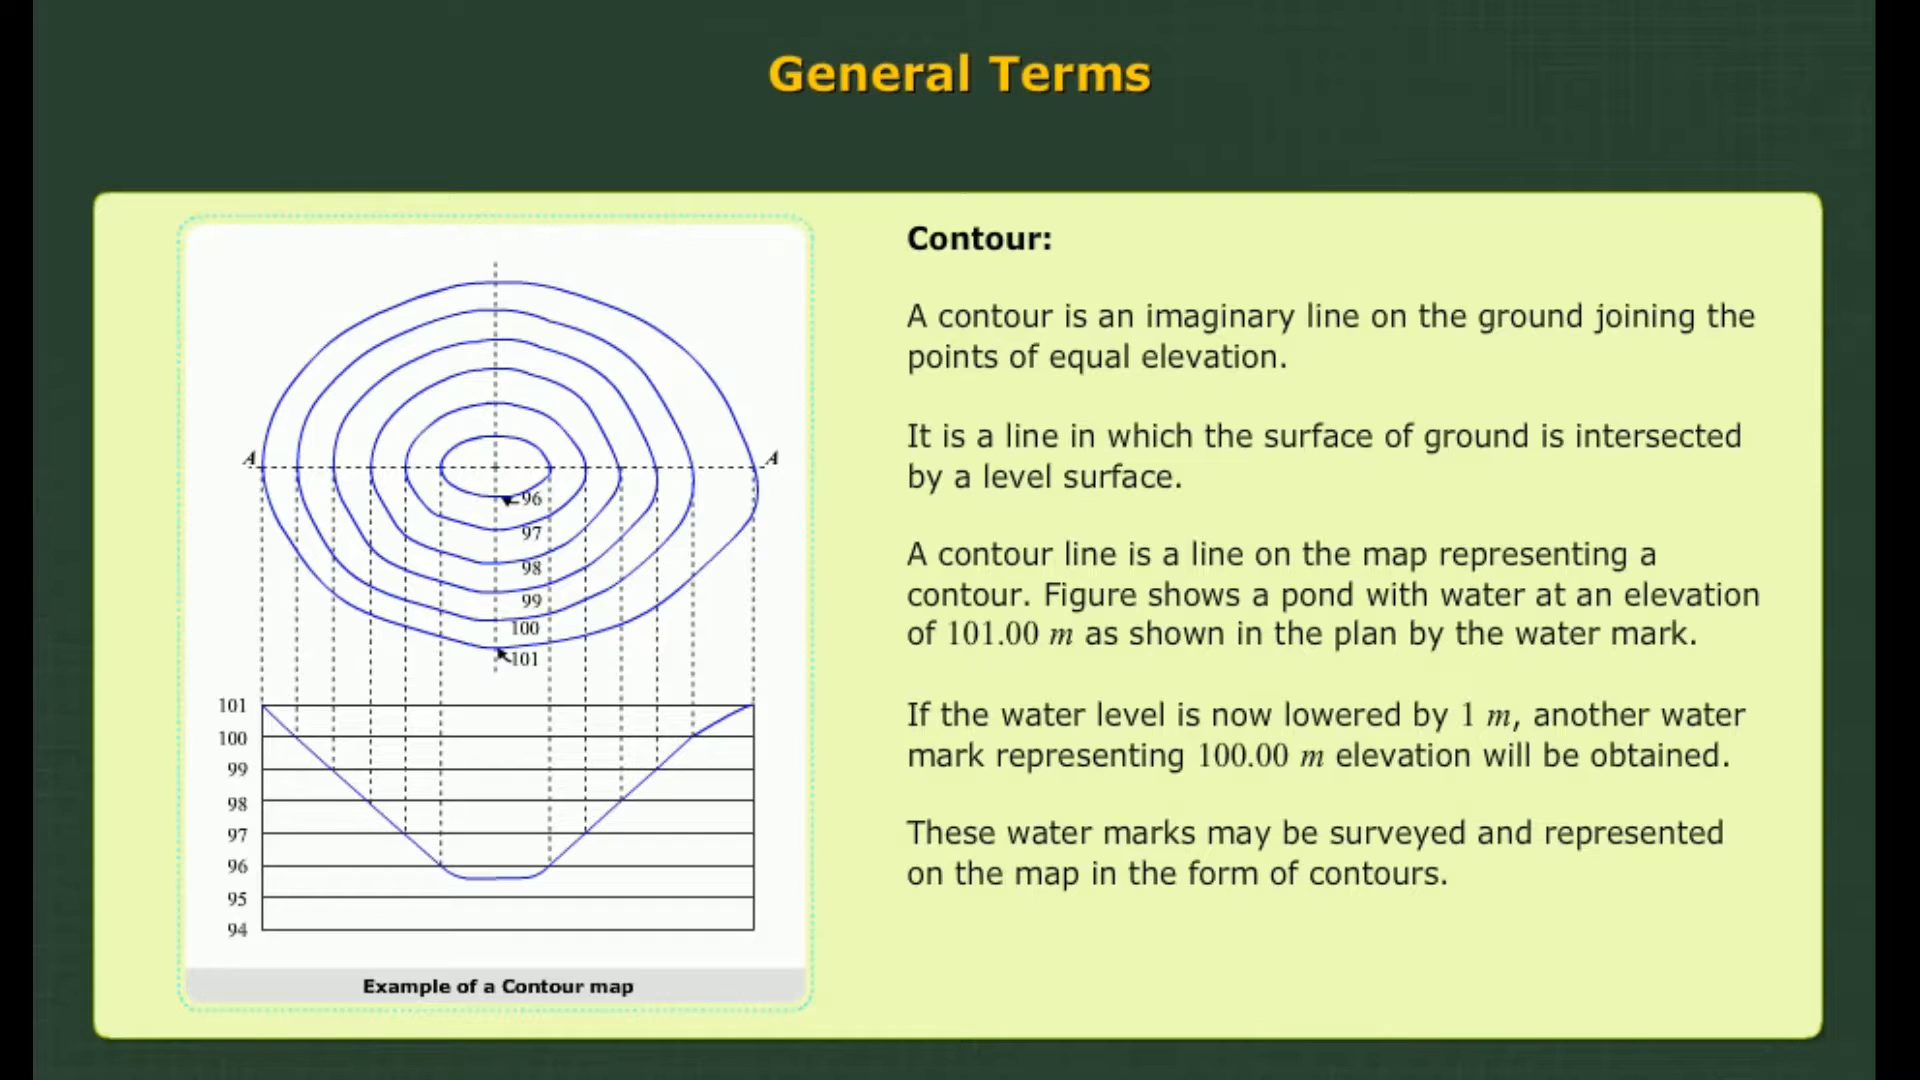 General Terms
A
A
96
97
98
99
100
101
101
100
99
98
97
96
95
94
Example of a Contour map
Contour:
A contour is an imaginary line on the ground joining the
points of equal elevation.
It is a line in which the surface of ground is intersected
by a level surface.
A contour line is a line on the map representing a
contour. Figure shows a pond with water at an elevation
of 101.00 m as shown in the plan by the water mark.
If the water level is now lowered by 1 m, another water
mark representing 100.00 m elevation will be obtained.
These water marks may be surveyed and represented
on the map in the form of contours.